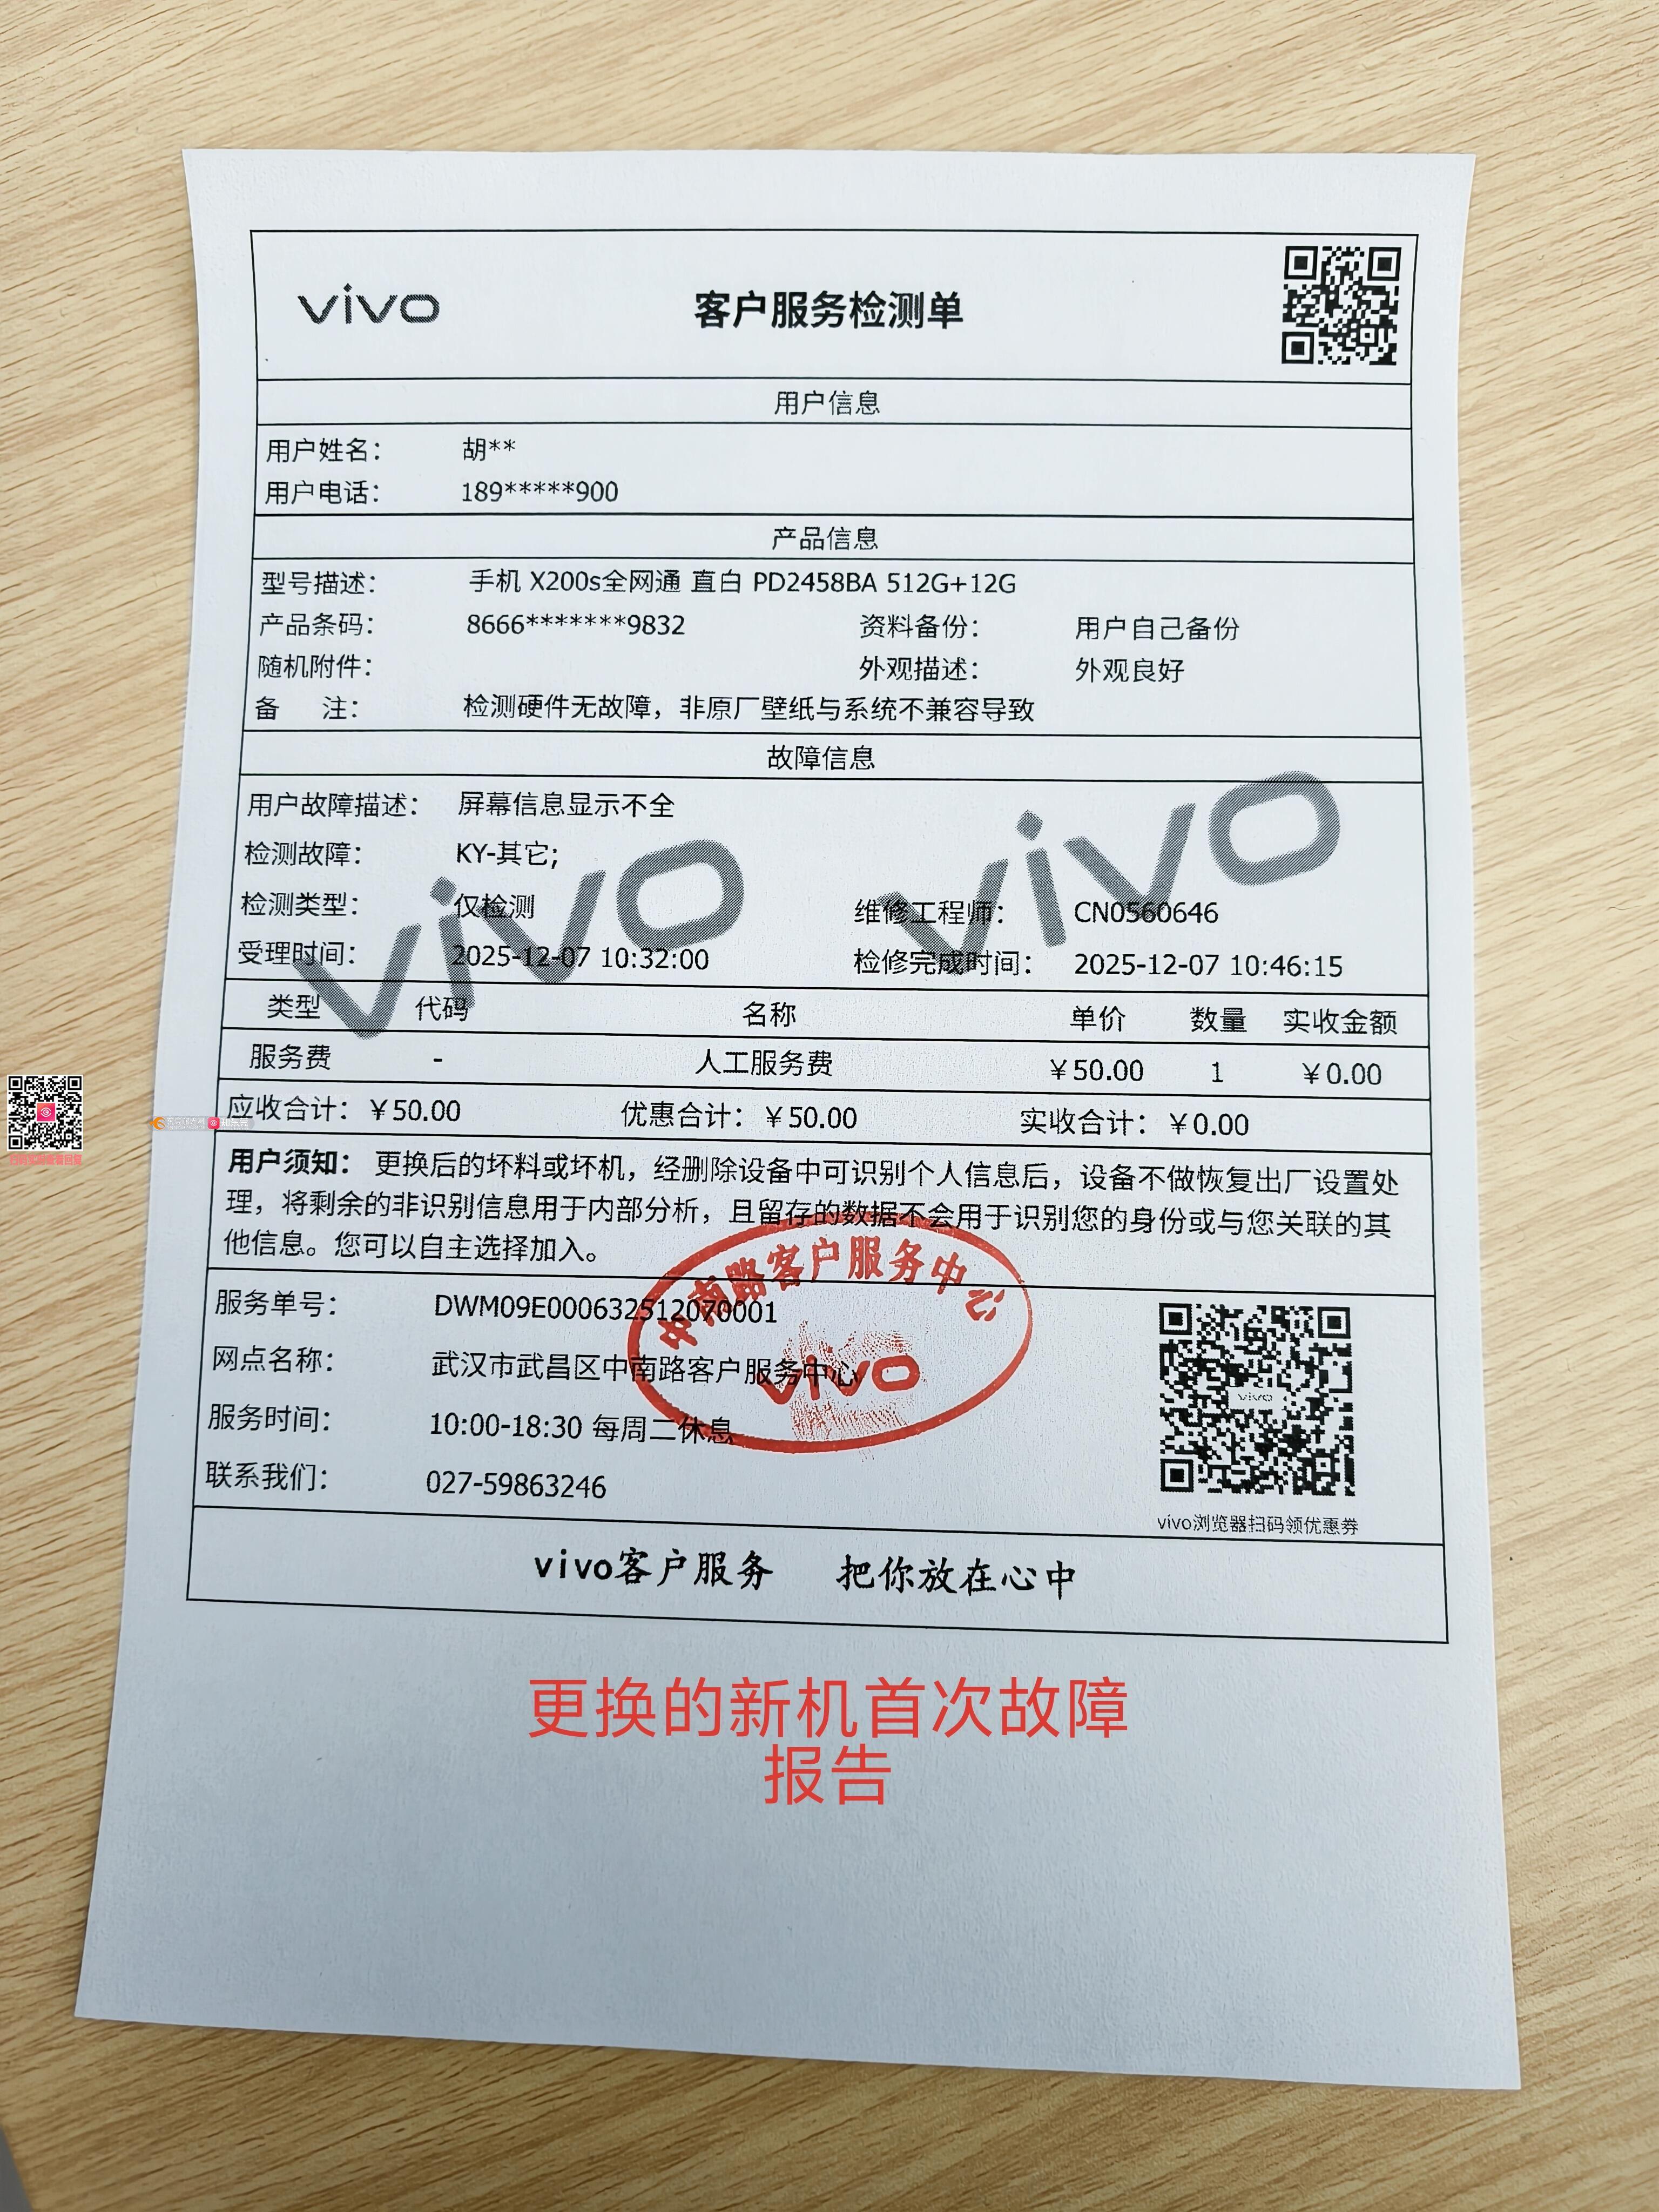 vivo
客户服务检测单
用户信息
用户姓名： 胡**
用户电话： 189*****900
产品信息
型号描述： 手机 X200s全网通 直白 PD2458BA 512G+12G
产品条码： 8666*******9832 资料备份： 用户自己备份
随机附件： 外观描述： 外观良好
备 注： 检测硬件无故障，非原厂壁纸与系统不兼容导致
故障信息
用户故障描述： 屏幕信息显示不全
检测故障： KY-其它;
检测类型： 仅检测 维修工程师： CN0560646
受理时间： 2025-12-07 10:32:00 检修完成时间： 2025-12-07 10:46:15
vivo vivo
类型 代码 名称 单价 数量 实收金额
服务费 - 人工服务费 ￥50.00 1 ￥0.00
应收合计：￥50.00 优惠合计：￥50.00 实收合计：￥0.00
用户须知： 更换后的坏料或坏机，经删除设备中可识别个人信息后，设备不做恢复出厂设置处
理，将剩余的非识别信息用于内部分析，且留存的数据不会用于识别您的身份或与您关联的其
他信息。您可以自主选择加入。
服务单号： DWM09E000632512070001
网点名称： 武汉市武昌区中南路客户服务中心
服务时间： 10:00-18:30 每周二休息
联系我们： 027-59863246
中南路客户服务中心
vivo
vivo
vivo浏览器扫码领优惠券
vivo客户服务 把你放在心中
更换的新机首次故障
报告